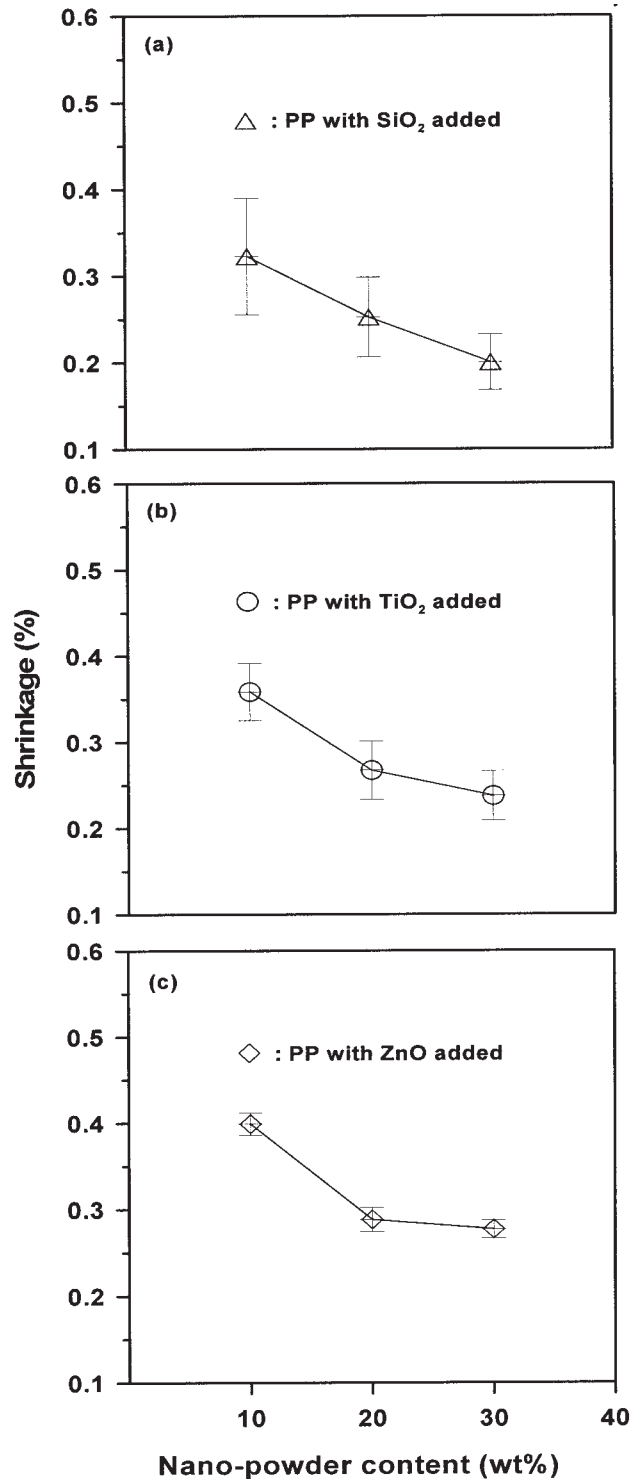 0.6
(a)
0.5
: PP with SiO₂ added
0.4
0.3
0.2
0.1
0.6
(b)
0.5
: PP with TiO₂ added
0.4
Shrinkage (%)
0.3
0.2
0.1
0.6
(c)
0.5
: PP with ZnO added
0.4
0.3
0.2
0.1
10 20 30 40
Nano-powder content (wt%)